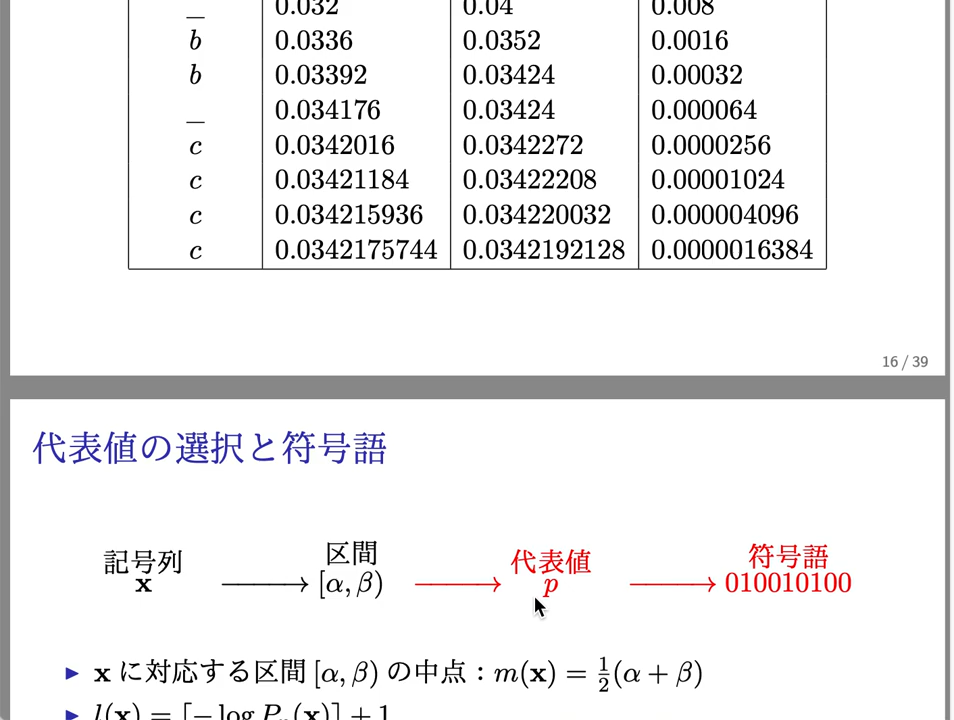 _ 0.032 0.04 0.008
b 0.0336 0.0352 0.0016
b 0.03392 0.03424 0.00032
_ 0.034176 0.03424 0.000064
c 0.0342016 0.0342272 0.0000256
c 0.03421184 0.03422208 0.00001024
c 0.034215936 0.034220032 0.000004096
c 0.0342175744 0.0342192128 0.0000016384
16 / 39
代表値の選択と符号語
記号列 区間 代表値 符号語
x ⟶ [α, β) ⟶ p ⟶ 010010100
▶ x に対応する区間 [α, β) の中点：m(x) = 1/2(α + β)
▶ l(x) = ⌈− log Pₙ(x)⌉ + 1